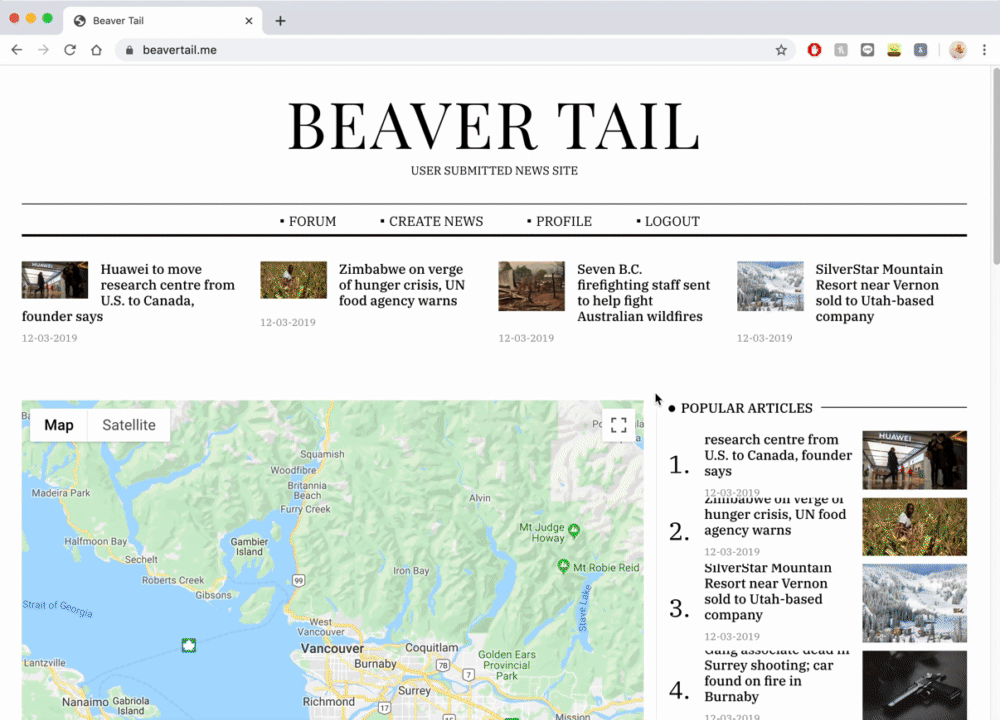 Beaver Tail
beavertail.me
BEAVER TAIL
USER SUBMITTED NEWS SITE
▪ FORUM ▪ CREATE NEWS ▪ PROFILE ▪ LOGOUT
Huawei to move
research centre from
U.S. to Canada,
founder says
12-03-2019
Zimbabwe on verge
of hunger crisis, UN
food agency warns
12-03-2019
Seven B.C.
firefighting staff sent
to help fight
Australian wildfires
12-03-2019
SilverStar Mountain
Resort near Vernon
sold to Utah-based
company
12-03-2019
Map Satellite
Squamish
Woodfibre
Britannia
Beach
Furry Creek
Madeira Park
Alvin
Mt Judge
Howay
Halfmoon Bay
Gambier
Island
Sechelt
Roberts Creek
Gibsons
99
Iron Bay
Mt Robie Reid
Stave Lake
Strait of Georgia
West
Vancouver
Vancouver
Coquitlam
Burnaby
7B
7
Golden Ears
Provincial
Park
Lantzville
Surrey
Nanaimo
Gabriola
Island
Richmond
17
1
Mission
● POPULAR ARTICLES
1.
research centre from
U.S. to Canada, founder
says
12-03-2019
HUAWEI
2.
Zimbabwe on verge of
hunger crisis, UN food
agency warns
12-03-2019
3.
SilverStar Mountain
Resort near Vernon
sold to Utah-based
company
12-03-2019
4.
Gang associate dead in
Surrey shooting; car
found on fire in
Burnaby
12-03-2019